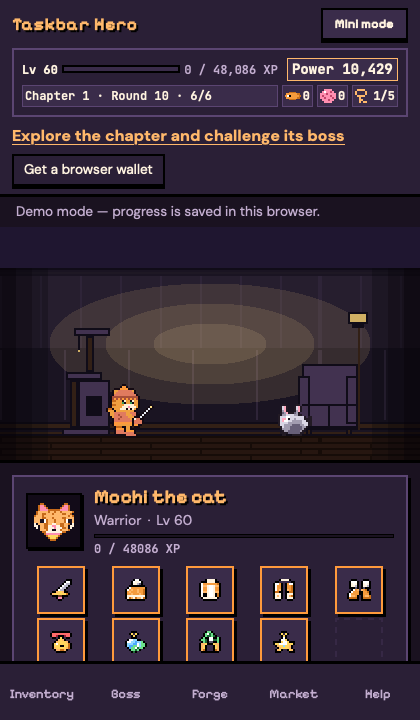 Taskbar Hero
Mini mode
Lv 60 0 / 48,086 XP Power 10,429
Chapter 1 · Round 10 · 6/6 0 0 1/5
Explore the chapter and challenge its boss
Get a browser wallet
Demo mode — progress is saved in this browser.
Mochi the cat
Warrior · Lv 60
0 / 48086 XP
Inventory Boss Forge Market Help